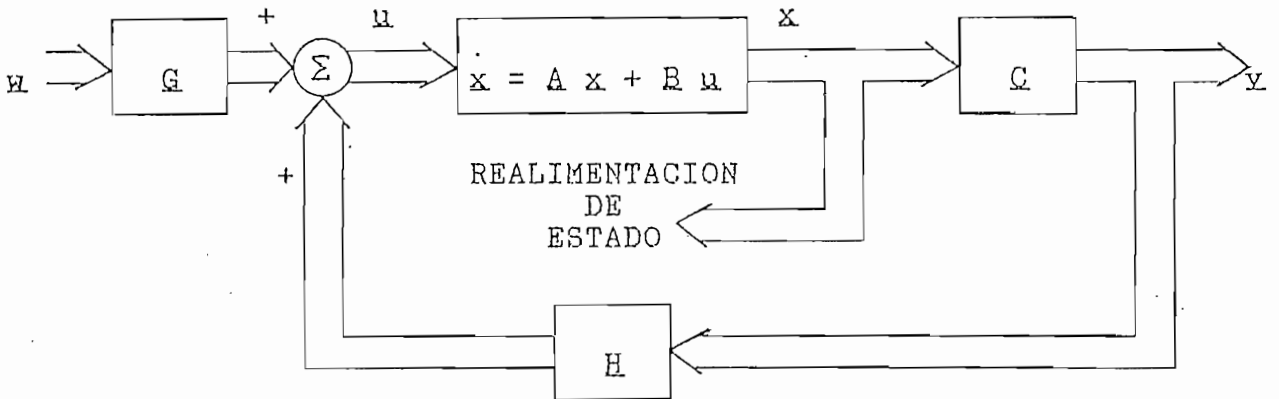 + u x
w G Σ ẋ = A x + B u C y
+
REALIMENTACION
DE
ESTADO
H